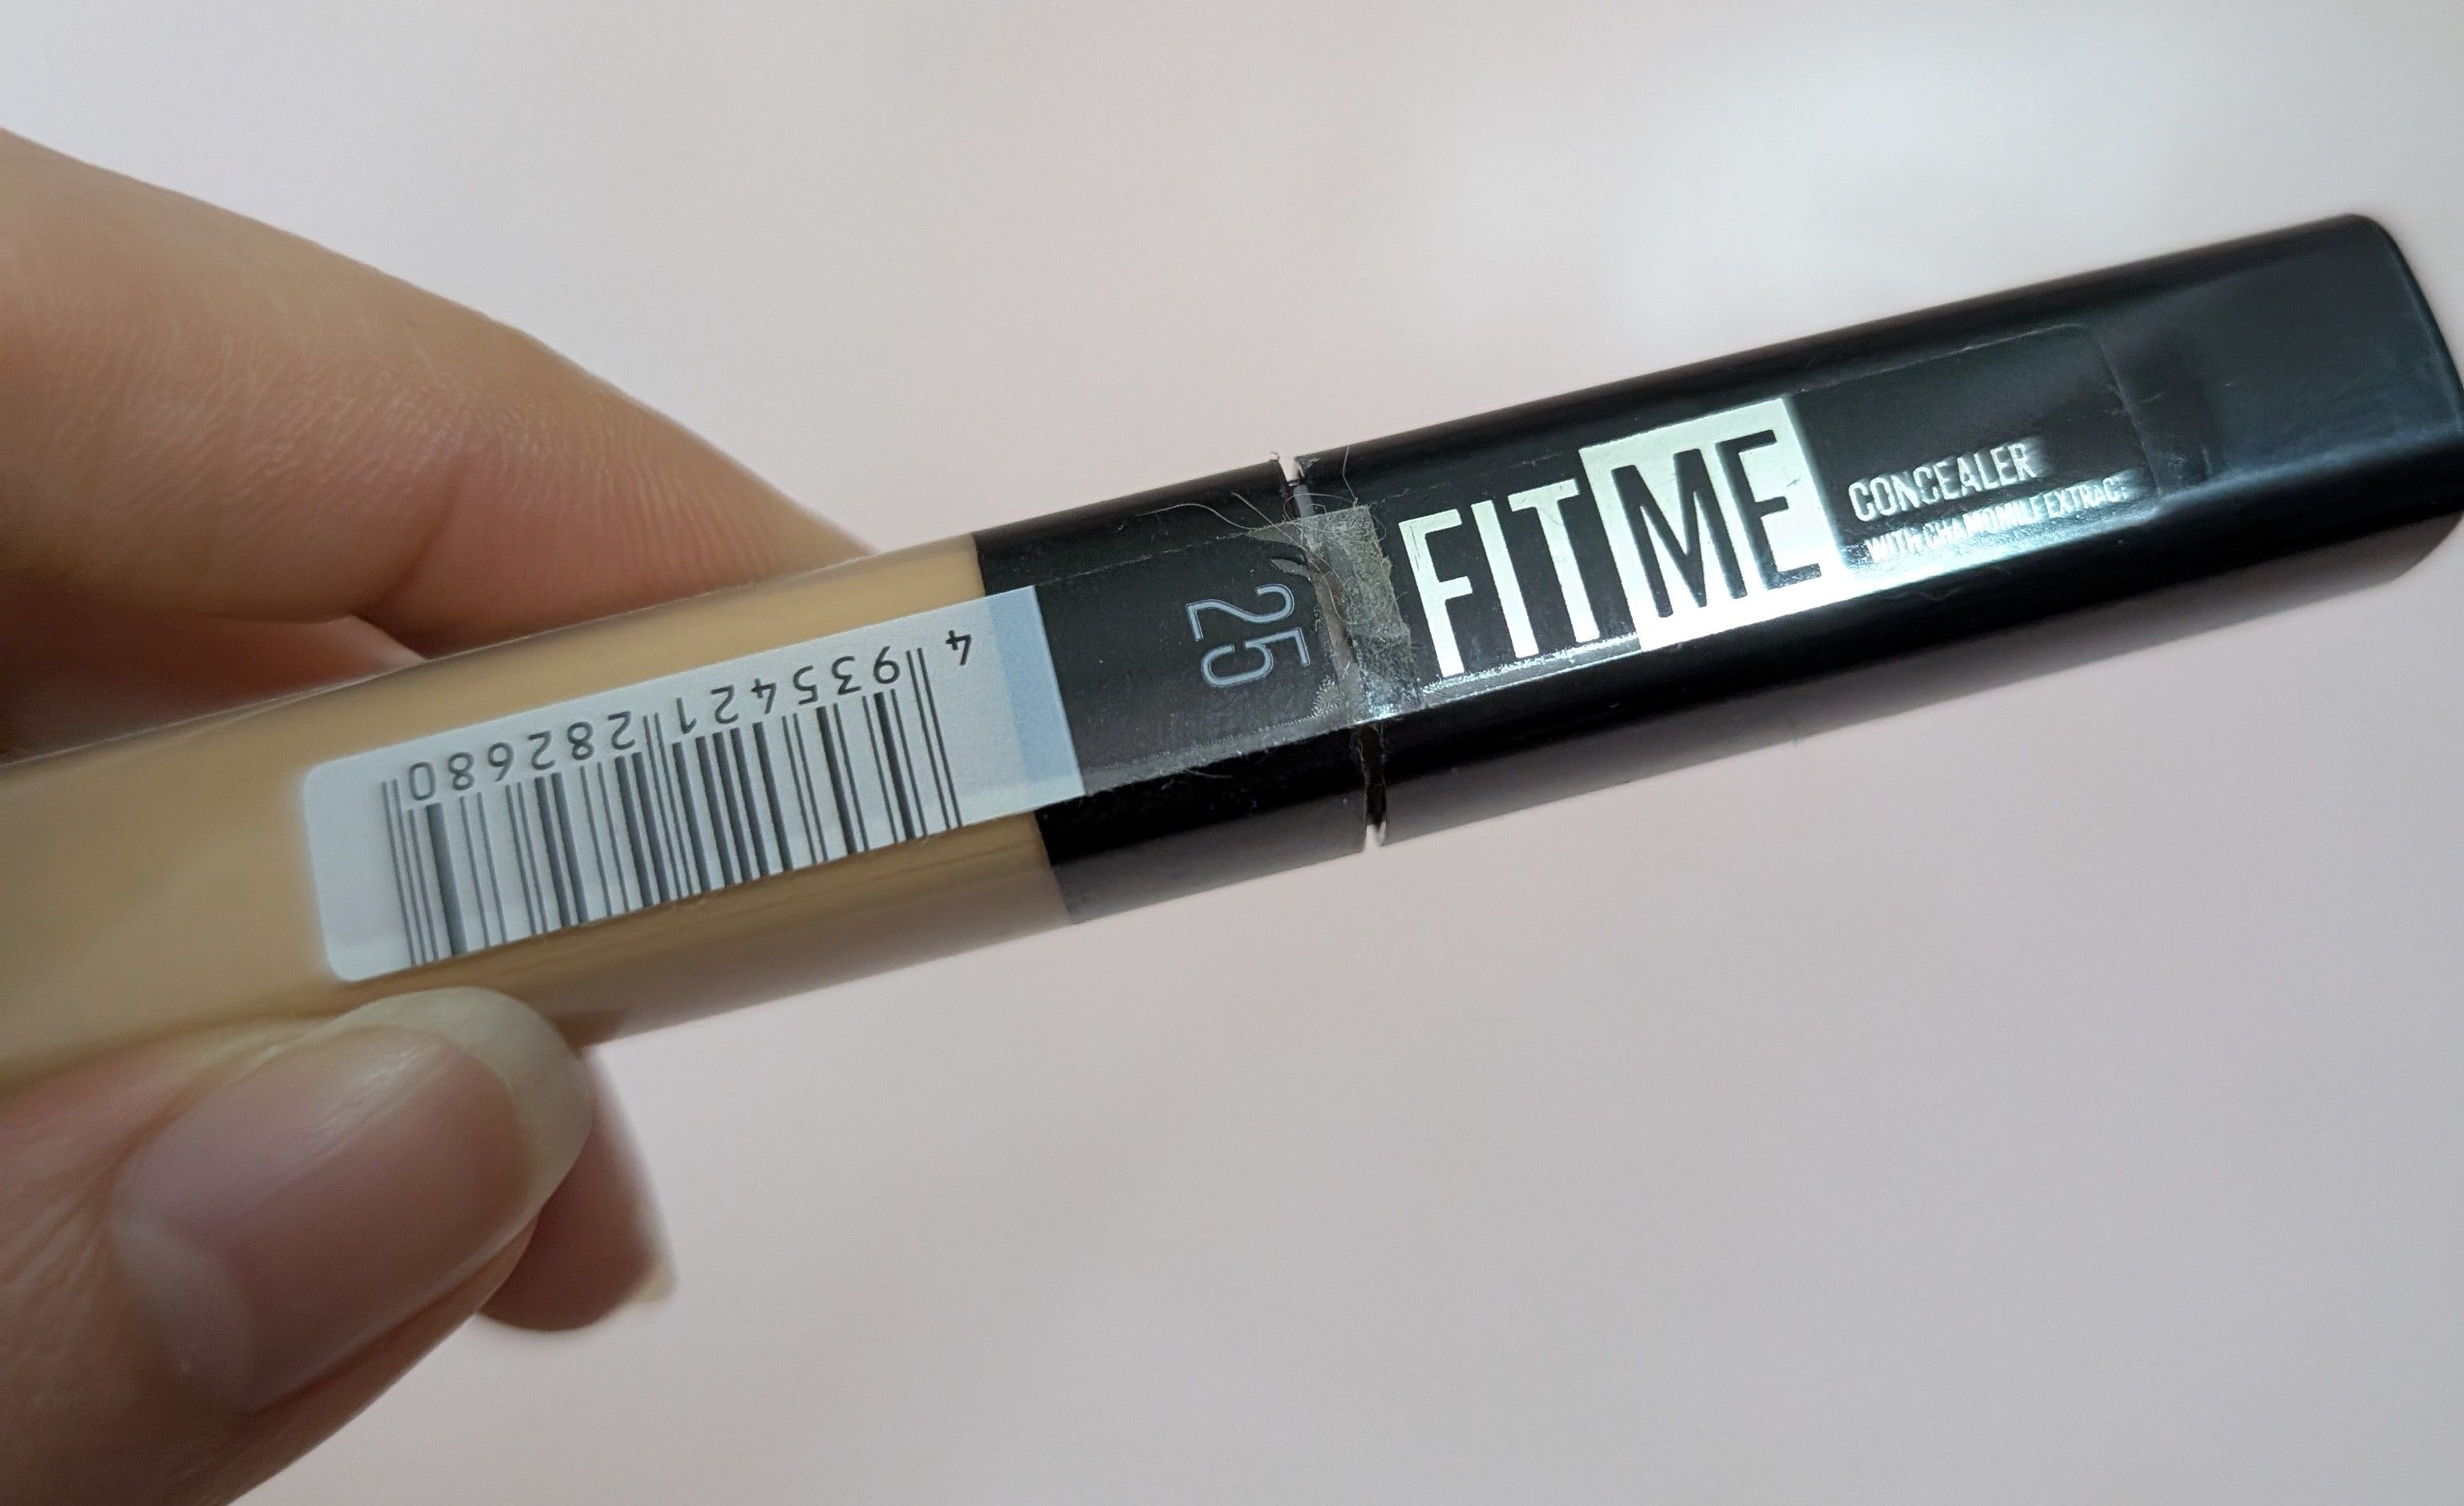 FIT ME
CONCEALER
WITH CHAMOMILE EXTRACT
25
4 935421 282680